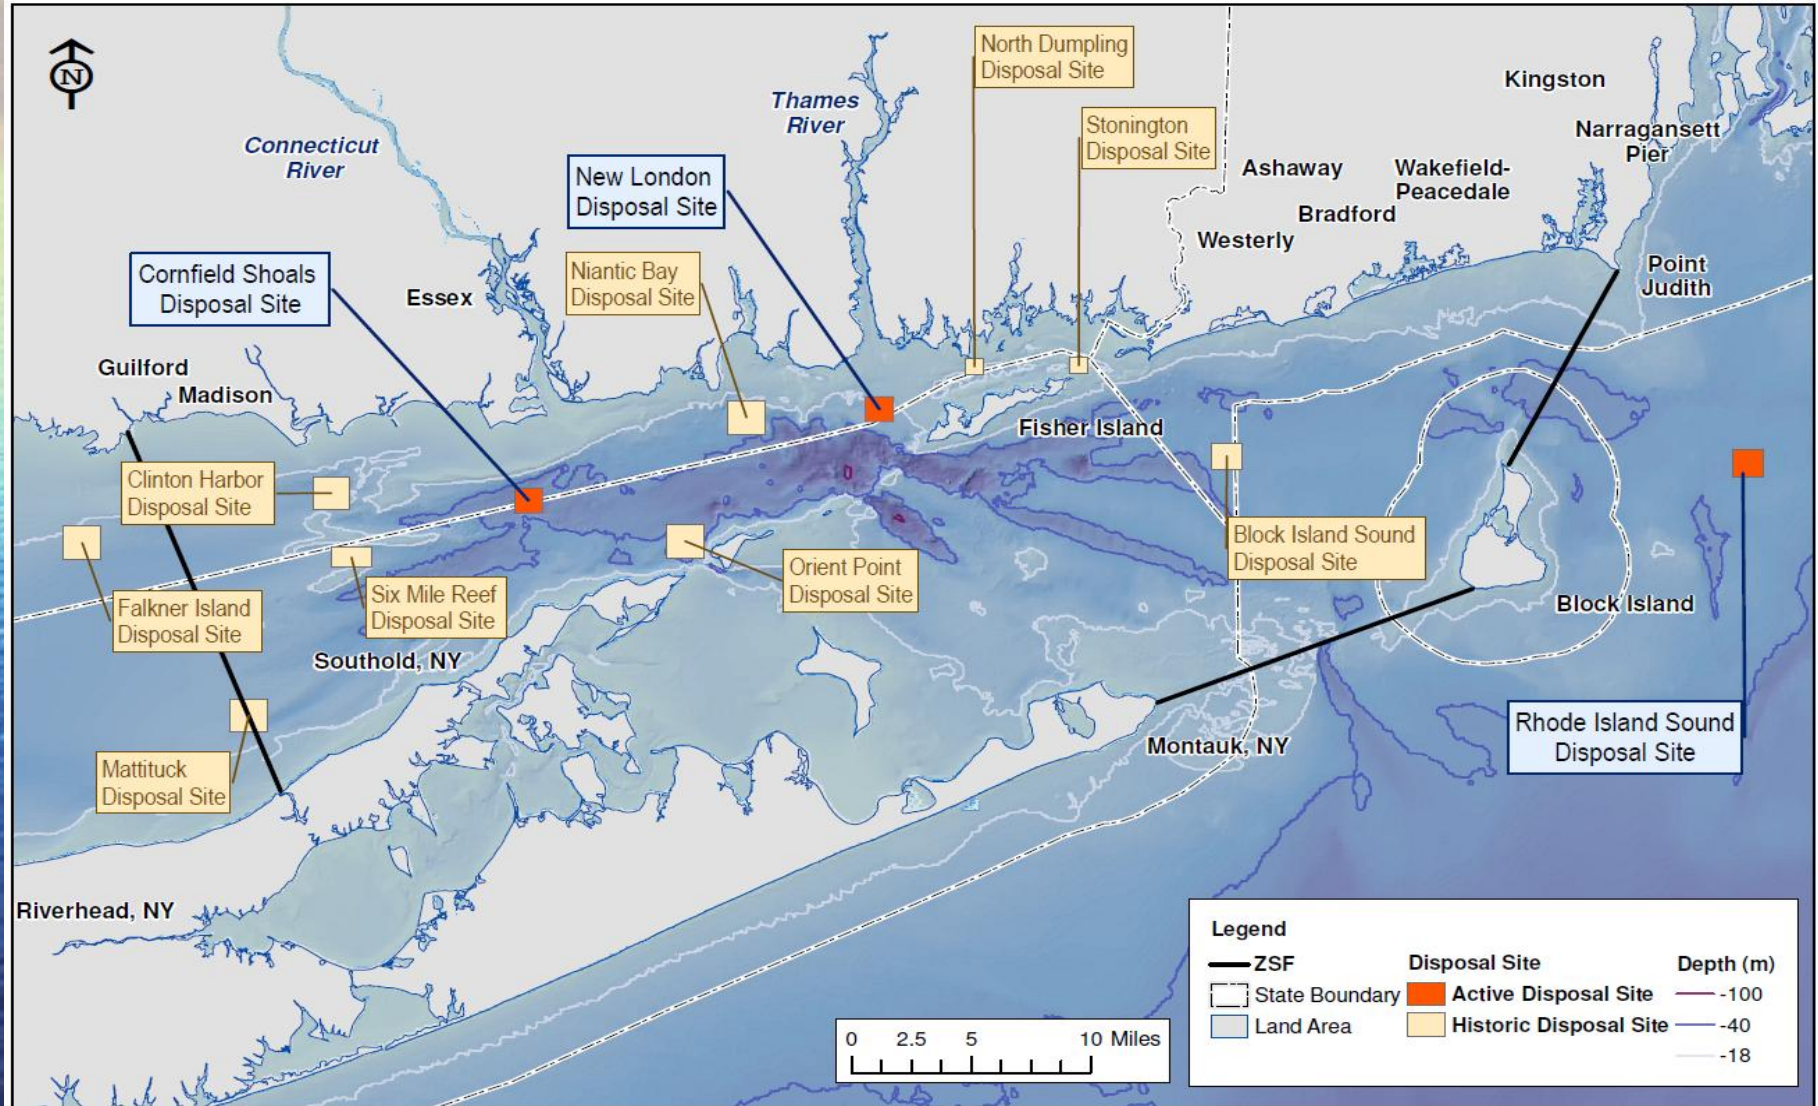 N
North Dumpling
Disposal Site
Kingston
Thames
River
Stonington
Disposal Site
Narragansett
Pier
Connecticut
River
New London
Disposal Site
Ashaway
Wakefield-
Peacedale
Bradford
Westerly
Cornfield Shoals
Disposal Site
Niantic Bay
Disposal Site
Essex
Point
Judith
Guilford
Madison
Fisher Island
Clinton Harbor
Disposal Site
Block Island Sound
Disposal Site
Orient Point
Disposal Site
Falkner Island
Disposal Site
Six Mile Reef
Disposal Site
Block Island
Southold, NY
Rhode Island Sound
Disposal Site
Montauk, NY
Mattituck
Disposal Site
Riverhead, NY
Legend
ZSF
State Boundary
Land Area
Disposal Site
Active Disposal Site
Historic Disposal Site
Depth (m)
-100
-40
-18
0 2.5 5 10 Miles